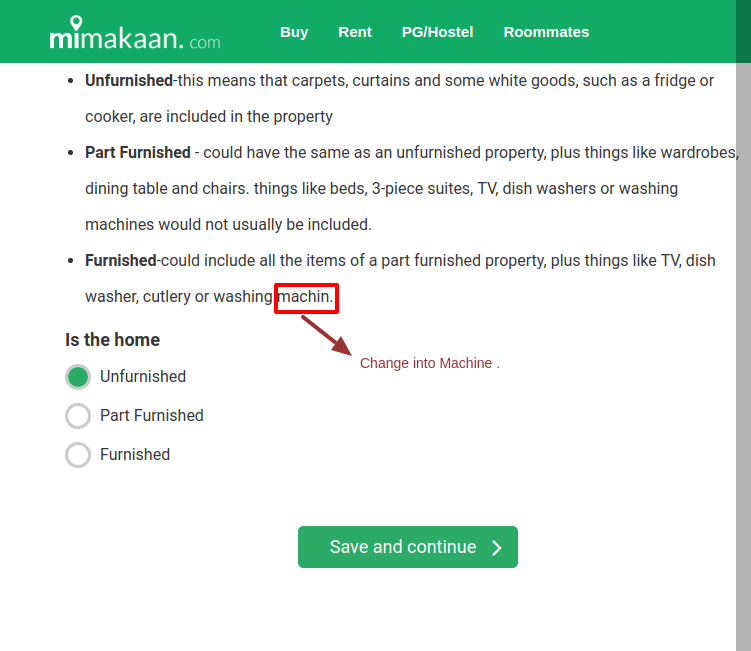 mimakaan.com Buy Rent PG/Hostel Roommates
Unfurnished-this means that carpets, curtains and some white goods, such as a fridge or
cooker, are included in the property
Part Furnished - could have the same as an unfurnished property, plus things like wardrobes,
dining table and chairs. things like beds, 3-piece suites, TV, dish washers or washing
machines would not usually be included.
Furnished-could include all the items of a part furnished property, plus things like TV, dish
washer, cutlery or washing machin.
Is the home
Change into Machine .
Unfurnished
Part Furnished
Furnished
Save and continue